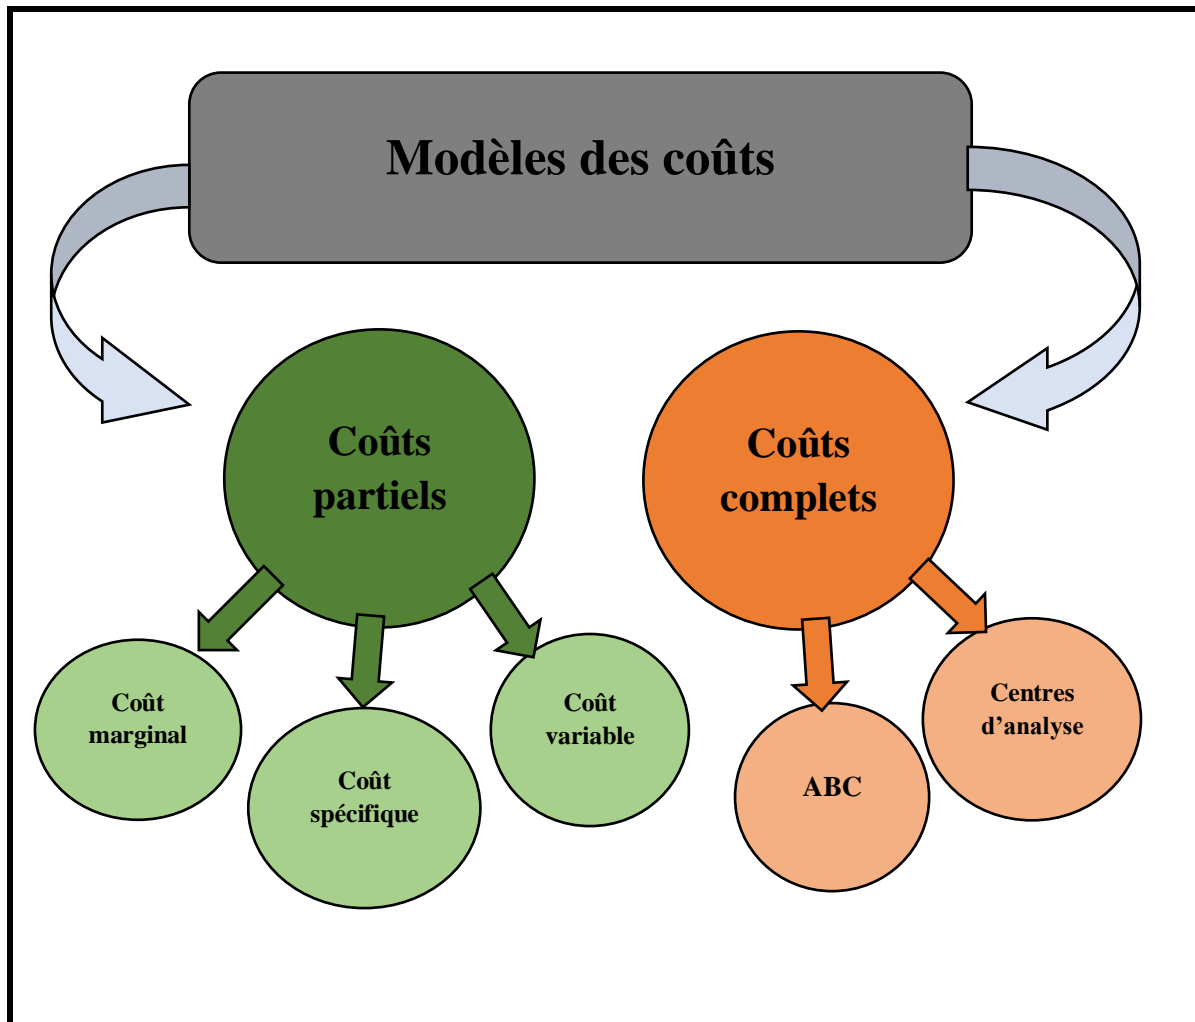 Modèles des coûts
Coûts
partiels
Coûts
complets
Coût
marginal
Coût
spécifique
Coût
variable
ABC
Centres
d'analyse